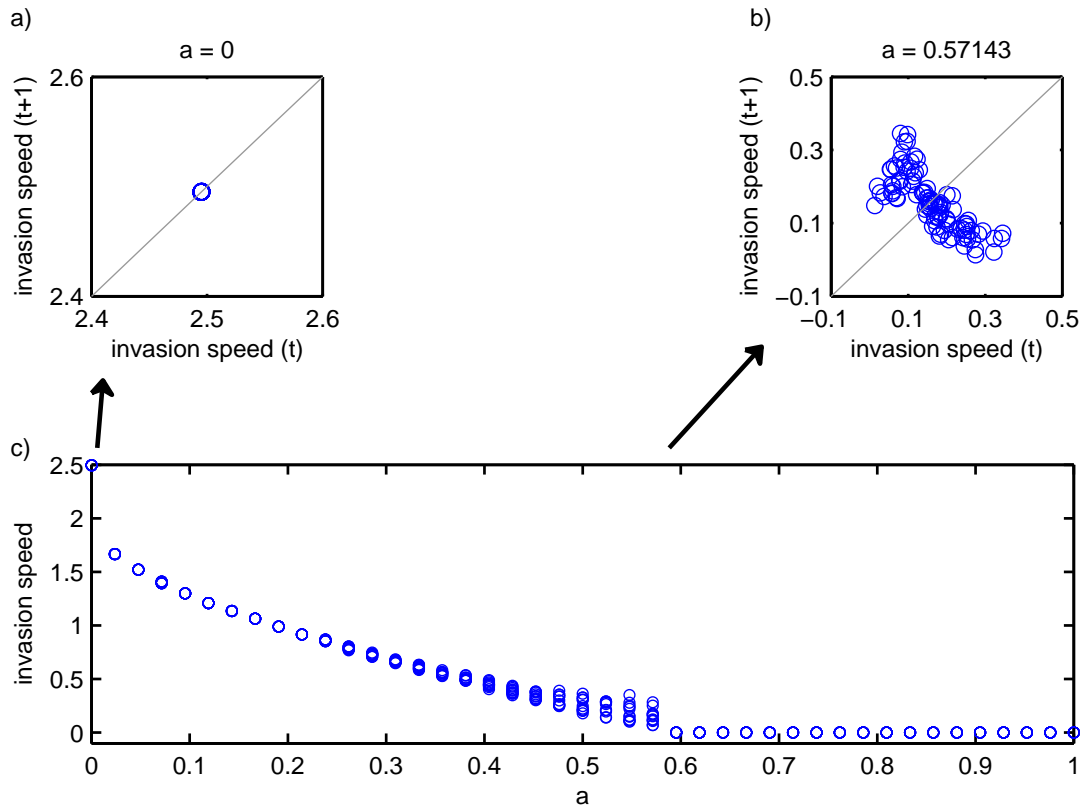 a)
a = 0
2.6
2.4
invasion speed (t+1)
2.4 2.5 2.6
invasion speed (t)
b)
a = 0.57143
0.5
0.3
0.1
−0.1
invasion speed (t+1)
−0.1 0.1 0.3 0.5
invasion speed (t)
c)
2.5
2
1.5
1
0.5
0
invasion speed
0 0.1 0.2 0.3 0.4 0.5 0.6 0.7 0.8 0.9 1
a